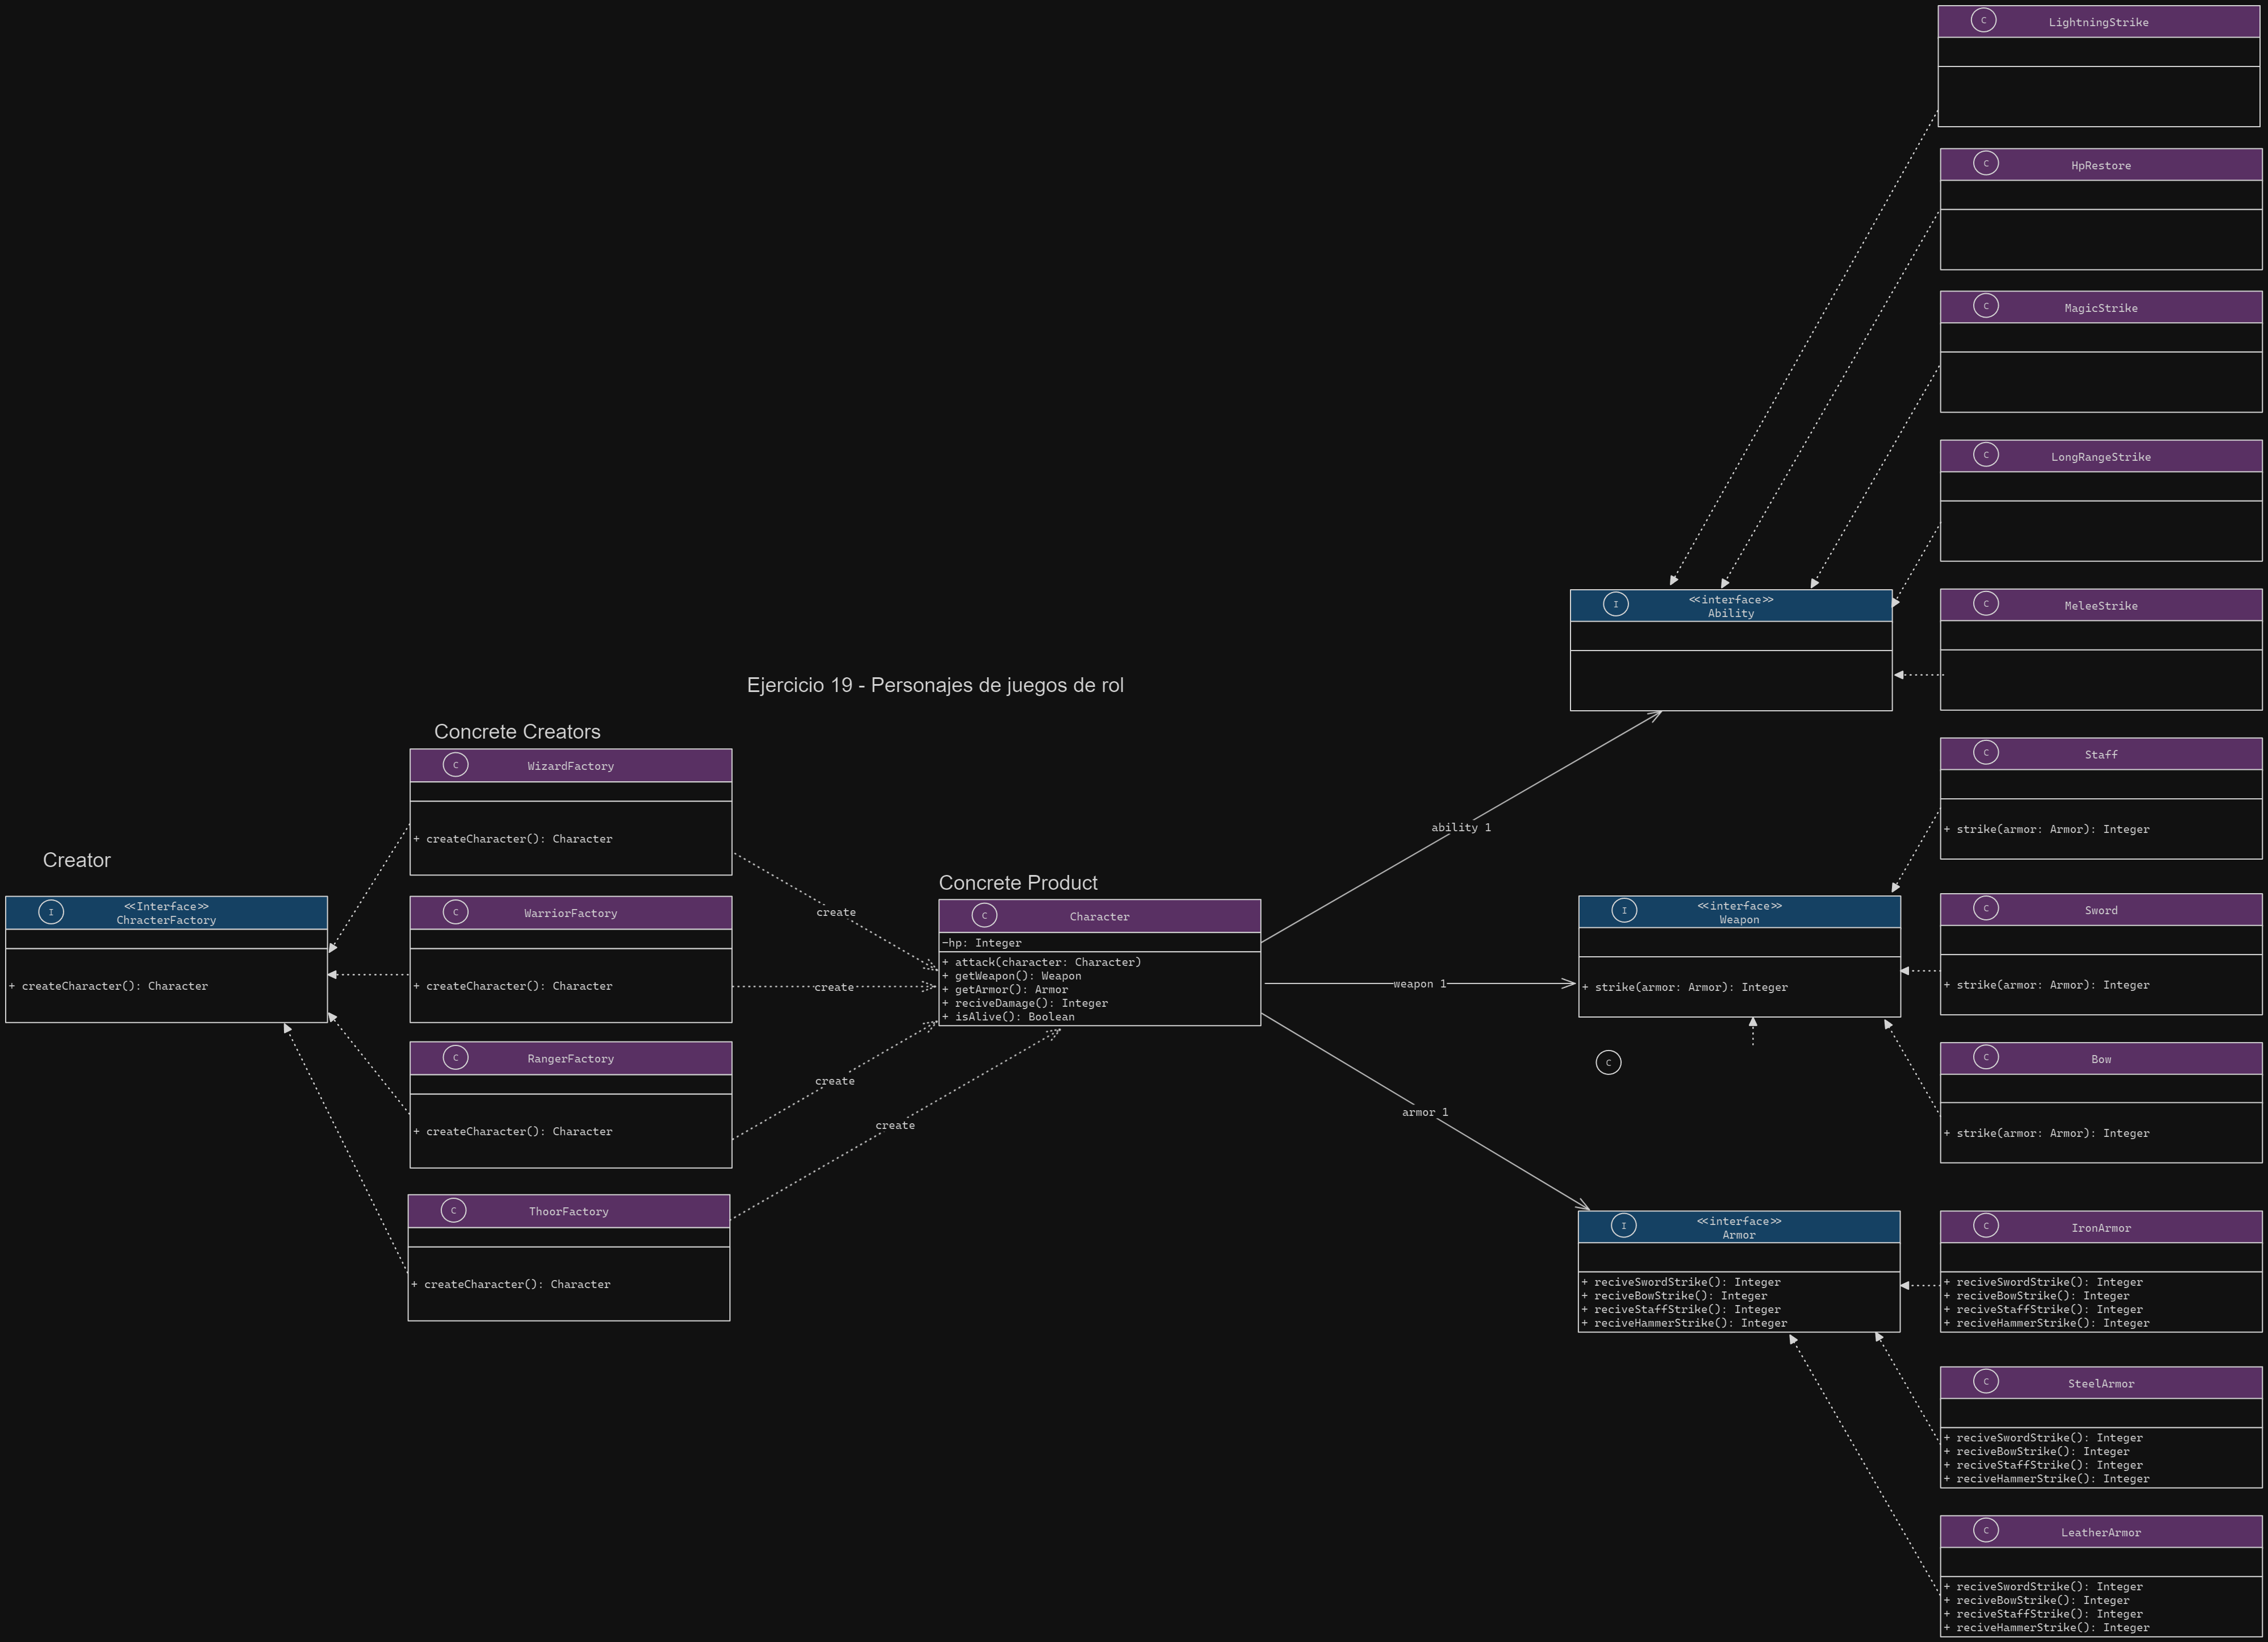 Ejercicio 19 - Personajes de juegos de rol
Creator
I
<<Interface>>
ChracterFactory
+ createCharacter(): Character
Concrete Creators
C
WizardFactory
+ createCharacter(): Character
C
WarriorFactory
+ createCharacter(): Character
C
RangerFactory
+ createCharacter(): Character
C
ThoorFactory
+ createCharacter(): Character
create
create
create
create
Concrete Product
C
Character
-hp: Integer
+ attack(character: Character)
+ getWeapon(): Weapon
+ getArmor(): Armor
+ reciveDamage(): Integer
+ isAlive(): Boolean
ability 1
weapon 1
armor 1
I
<<interface>>
Ability
I
<<interface>>
Weapon
+ strike(armor: Armor): Integer
C
I
<<interface>>
Armor
+ reciveSwordStrike(): Integer
+ reciveBowStrike(): Integer
+ reciveStaffStrike(): Integer
+ reciveHammerStrike(): Integer
C
LightningStrike
C
HpRestore
C
MagicStrike
C
LongRangeStrike
C
MeleeStrike
C
Staff
+ strike(armor: Armor): Integer
C
Sword
+ strike(armor: Armor): Integer
C
Bow
+ strike(armor: Armor): Integer
C
IronArmor
+ reciveSwordStrike(): Integer
+ reciveBowStrike(): Integer
+ reciveStaffStrike(): Integer
+ reciveHammerStrike(): Integer
C
SteelArmor
+ reciveSwordStrike(): Integer
+ reciveBowStrike(): Integer
+ reciveStaffStrike(): Integer
+ reciveHammerStrike(): Integer
C
LeatherArmor
+ reciveSwordStrike(): Integer
+ reciveBowStrike(): Integer
+ reciveStaffStrike(): Integer
+ reciveHammerStrike(): Integer